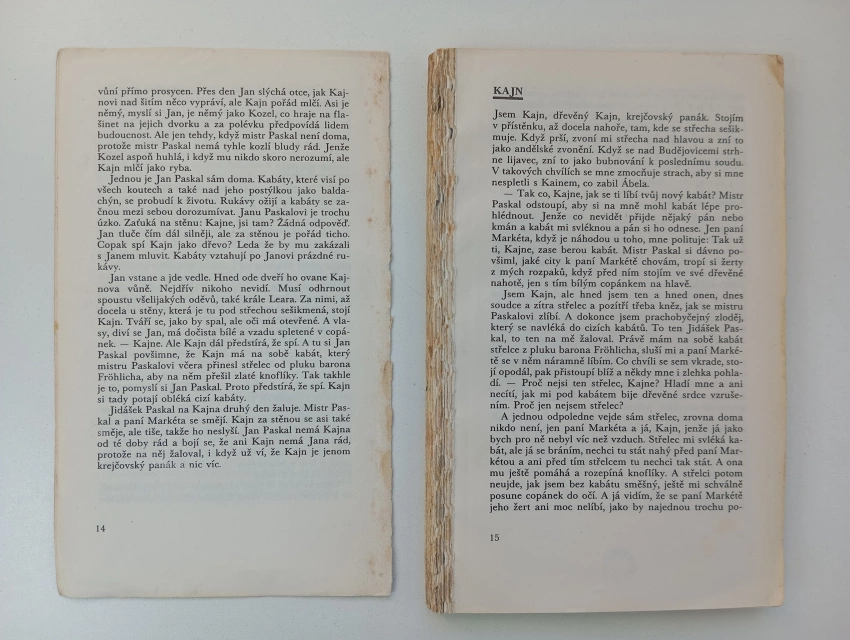 vůní přímo prosycen. Přes den Jan slýchá otce, jak Kaj-
novi nad šitím něco vypráví, ale Kajn pořád mlčí. Asi je
němý, myslí si Jan, je němý jako Kozel, co hraje na fla-
šinet na jejich dvorku a za polévku předpovídá lidem
budoucnost. Ale jen tehdy, když mistr Paskal není doma,
protože mistr Paskal nemá tyhle kozlí bludy rád. Jenže
Kozel aspoň huhlá, i když mu nikdo skoro nerozumí, ale
Kajn mlčí jako ryba.
Jednou je Jan Paskal sám doma. Kabáty, které visí po
všech koutech a také nad jeho postýlkou jako balda-
chýn, se probudí k životu. Rukávy ožijí a kabáty se za-
čnou mezi sebou dorozumívat. Janu Paskalovi je trochu
úzko. Zaťuká na stěnu: Kajne, jsi tam? Žádná odpověď.
Jan tluče čím dál silněji, ale za stěnou je pořád ticho.
Copak spí Kajn jako dřevo? Leda že by mu zakázali
s Janem mluvit. Kabáty vztahují po Janovi prázdné ru-
kávy.
Jan vstane a jde vedle. Hned ode dveří ho ovane Kaj-
nova vůně. Nejdřív nikoho nevidí. Musí odhrnout
spoustu všelijakých oděvů, také krále Leara. Za nimi, až
docela u stěny, která je tu pod střechou sešikmená, stojí
Kajn. Tváří se, jako by spal, ale oči má otevřené. A vla-
sy, diví se Jan, má dočista bílé a vzadu spletené v copá-
nek. — Kajne. Ale Kajn dál předstírá, že spí. A tu si Jan
Paskal povšimne, že Kajn má na sobě kabát, který
mistru Paskalovi včera přinesl střelec od pluku barona
Fröhlicha, aby na něm přešil zlaté knoflíky. Tak takhle
je to, pomyslí si Jan Paskal. Proto předstírá, že spí. Kajn
si tady potají obléká cizí kabáty.
Jidášek Paskal na Kajna druhý den žaluje. Mistr Pas-
kal a paní Markéta se smějí. Kajn za stěnou se asi také
směje, ale tiše, takže ho neslyší. Jan Paskal nemá Kajna
od té doby rád a bojí se, že ani Kajn nemá Jana rád,
protože na něj žaloval, i když už ví, že Kajn je jenom
krejčovský panák a nic víc.
14
KAJN
Jsem Kajn, dřevěný Kajn, krejčovský panák. Stojím
v přístěnku, až docela nahoře, tam, kde se střecha sešik-
muje. Když prší, zvoní mi střecha nad hlavou a zní to
jako andělské zvonění. Když se nad Budějovicemi strh-
ne lijavec, zní to jako bubnování k poslednímu soudu.
V takových chvílích se mne zmocňuje strach, aby si mne
nespletli s Kainem, co zabil Ábela.
— Tak co, Kajne, jak se ti líbí tvůj nový kabát? Mistr
Paskal odstoupí, aby si na mně mohl kabát lépe pro-
hlédnout. Jenže co nevidět přijde nějaký pán nebo
kmán a kabát mi svléknou a pán si ho odnese. Jen paní
Markéta, když je náhodou u toho, mne polituje: Tak už
ti, Kajne, zase berou kabát. Mistr Paskal si dávno po-
všiml, jaké city k paní Markétě chovám, tropí si žerty
z mých rozpaků, když před ním stojím ve své dřevěné
nahotě, jen s tím bílým copánkem na hlavě.
Jsem Kajn, ale hned jsem ten a hned onen, dnes
soudce a zítra střelec a pozítří třeba kněz, jak se mistru
Paskalovi zlíbí. A dokonce jsem prachobyčejný zloděj,
který se navléká do cizích kabátů. To ten Jidášek Pas-
kal, to ten na mě žaloval. Právě mám na sobě kabát
střelce z pluku barona Fröhlicha, sluší mi a paní Marké-
tě se v něm náramně líbím. Co chvíli se sem vkrade, sto-
jí opodál, pak přistoupí blíž a někdy mne i zlehka pohla-
dí. — Proč nejsi ten střelec, Kajne? Hladí mne a ani
necítí, jak mi pod kabátem bije dřevěné srdce vzruše-
ním. Proč jen nejsem střelec?
A jednou odpoledne vejde sám střelec, zrovna doma
nikdo není, jen paní Markéta a já, Kajn, jenže já jako
bych pro ně nebyl víc než vzduch. Střelec mi svléká ka-
bát, ale já se bráním, nechci tu stát nahý před paní Mar-
kétou a ani před tím střelcem tu nechci tak stát. A ona
mu ještě pomáhá a rozepíná knoflíky. A střelci potom
neujde, jak jsem bez kabátu směšný, ještě mi schválně
posune copánek do očí. A já vidím, že se paní Markétě
jeho žert ani moc nelíbí, jako by najednou trochu po-
15